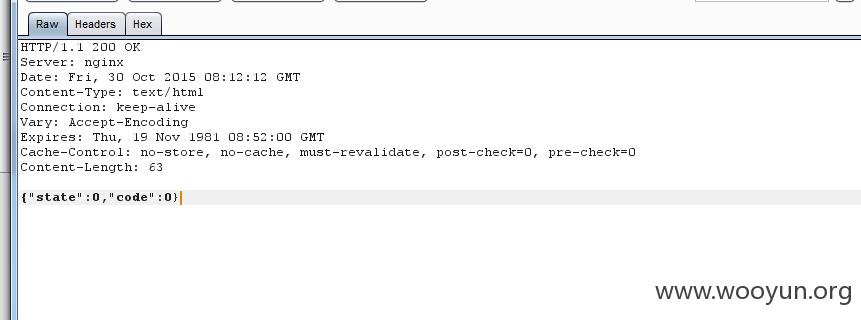 Raw Headers Hex
HTTP/1.1 200 OK
Server: nginx
Date: Fri, 30 Oct 2015 08:12:12 GMT
Content-Type: text/html
Connection: keep-alive
Vary: Accept-Encoding
Expires: Thu, 19 Nov 1981 08:52:00 GMT
Cache-Control: no-store, no-cache, must-revalidate, post-check=0, pre-check=0
Content-Length: 63
{"state":0,"code":0}
www.wooyun.org